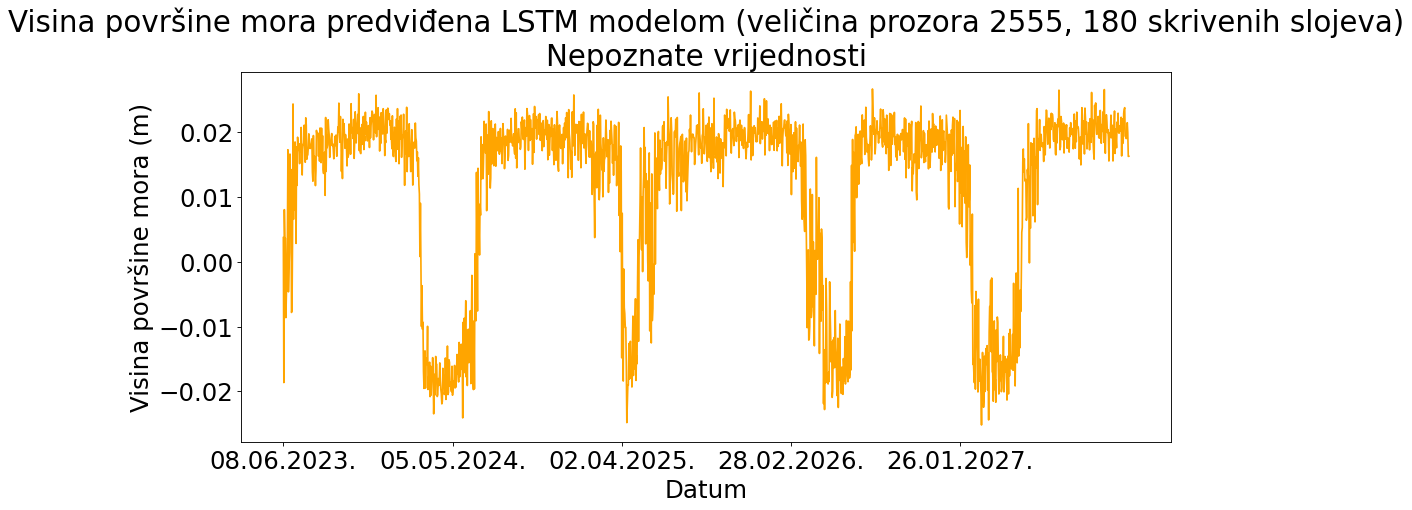 Visina površine mora predviđena LSTM modelom (veličina prozora 2555, 180 skrivenih slojeva)
Nepoznate vrijednosti
Visina površine mora (m)
0.02
0.01
0.00
−0.01
−0.02
08.06.2023. 05.05.2024. 02.04.2025. 28.02.2026. 26.01.2027.
Datum